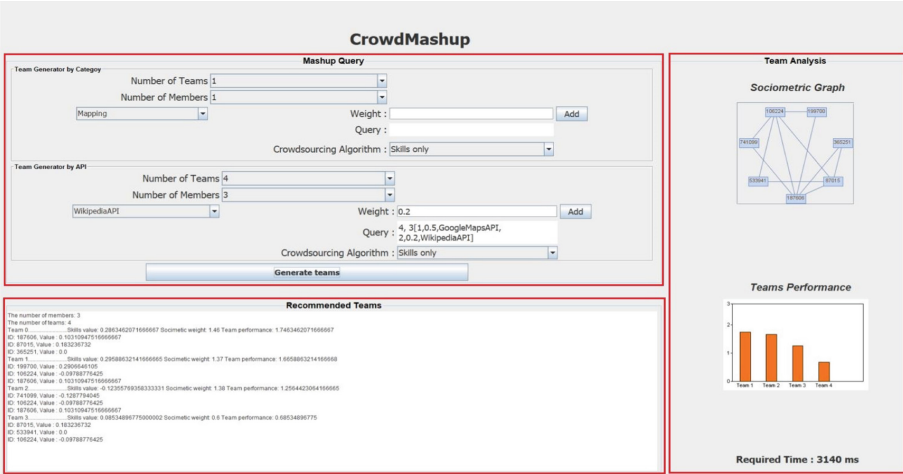 CrowdMashup
Mashup Query
Team Generator by Categoy
Number of Teams 1
Number of Members 1
Mapping
Weight :
Add
Query :
Crowdsourcing Algorithm : Skills only
Team Generator by API
Number of Teams 4
Number of Members 3
WikipediaAPI
Weight : 0.2
Add
Query : 4, 3[1,0.5,GoogleMapsAPI,
2,0.2,WikipediaAPI]
Crowdsourcing Algorithm : Skills only
Generate teams
Recommended Teams
The number of members: 3
The number of teams: 4
Team 0......................Skills value: 0.2863462071666667 Socimetic weight: 1.46 Team performance: 1.7463462071666667
ID: 187606, Value : 0.10310947516666667
ID: 87015, Value : 0.183236732
ID: 365251, Value : 0.0
Team 1......................Skills value: 0.29588632141666665 Socimetic weight: 1.37 Team performance: 1.6658863214166668
ID: 199700, Value : 0.2906646105
ID: 106224, Value : -0.09788776425
ID: 187606, Value : 0.10310947516666667
Team 2......................Skills value: -0.12355769358333331 Socimetic weight: 1.38 Team performance: 1.2564423064166665
ID: 741099, Value : -0.1287794045
ID: 106224, Value : -0.09788776425
ID: 187606, Value : 0.10310947516666667
Team 3......................Skills value: 0.08534896775000002 Socimetic weight: 0.6 Team performance: 0.68534896775
ID: 87015, Value : 0.183236732
ID: 533941, Value : 0.0
ID: 106224, Value : -0.09788776425
Team Analysis
Sociometric Graph
106224
199700
741099
365251
533941
87015
187606
Teams Performance
3
2
1
0
Team 1 Team 2 Team 3 Team 4
Required Time : 3140 ms